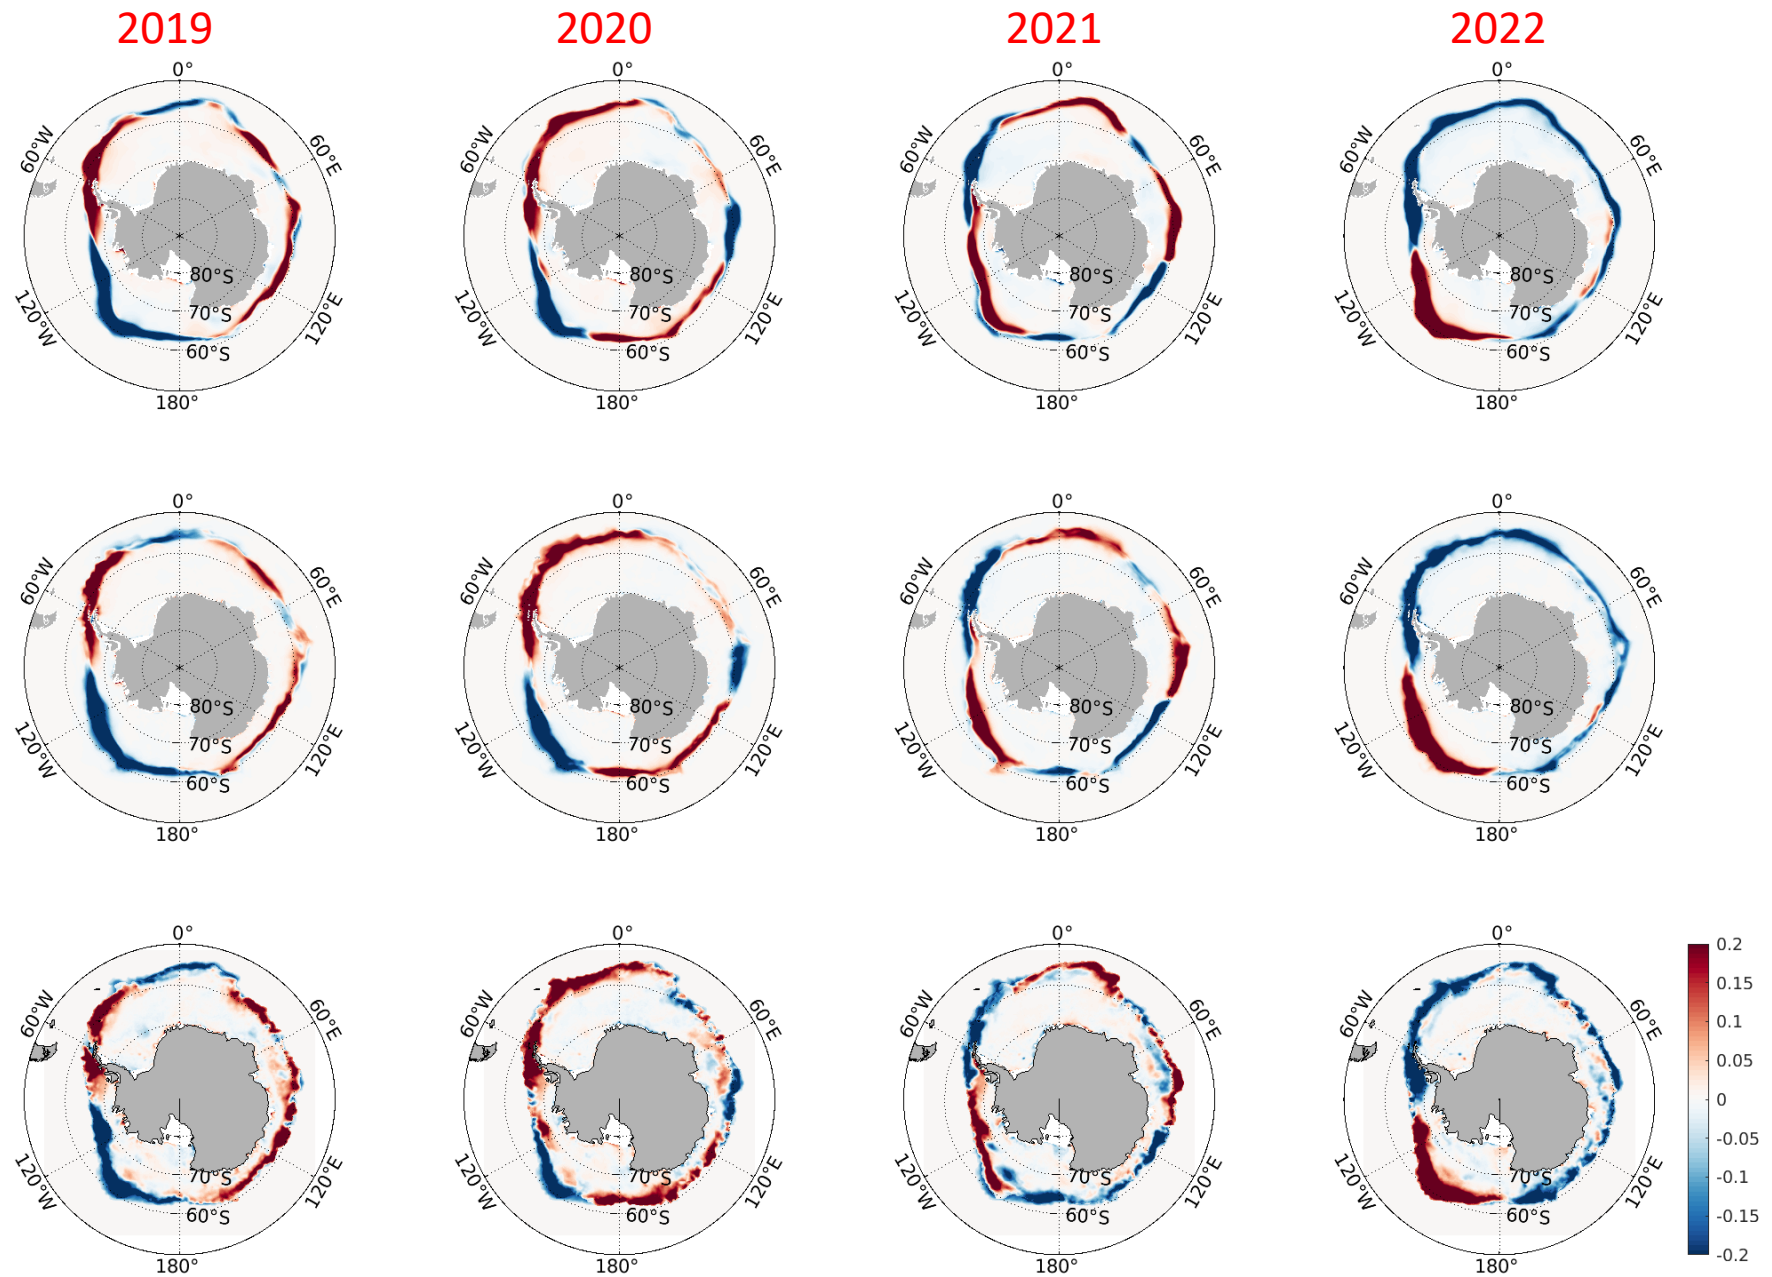 2019 2020 2021 2022
0° 0° 0° 0°
60°W 60°E 60°W 60°E 60°W 60°E 60°W 60°E
80°S 80°S 80°S 80°S
70°S 70°S 70°S 70°S
120°W 120°E 120°W 120°E 120°W 120°E 120°W 120°E
60°S 60°S 60°S 60°S
180° 180° 180° 180°
0° 0° 0° 0°
60°W 60°E 60°W 60°E 60°W 60°E 60°W 60°E
80°S 80°S 80°S 80°S
70°S 70°S 70°S 70°S
120°W 120°E 120°W 120°E 120°W 120°E 120°W 120°E
60°S 60°S 60°S 60°S
180° 180° 180° 180°
0° 0° 0° 0°
0.2
0.15
60°W 60°E 60°W 60°E 60°W 60°E 60°W 60°E
0.1
0.05
0
-0.05
70°S 70°S 70°S 70°S
-0.1
120°W 120°E 120°W 120°E 120°W 120°E 120°W 120°E
60°S 60°S 60°S 60°S
-0.15
-0.2
180° 180° 180° 180°